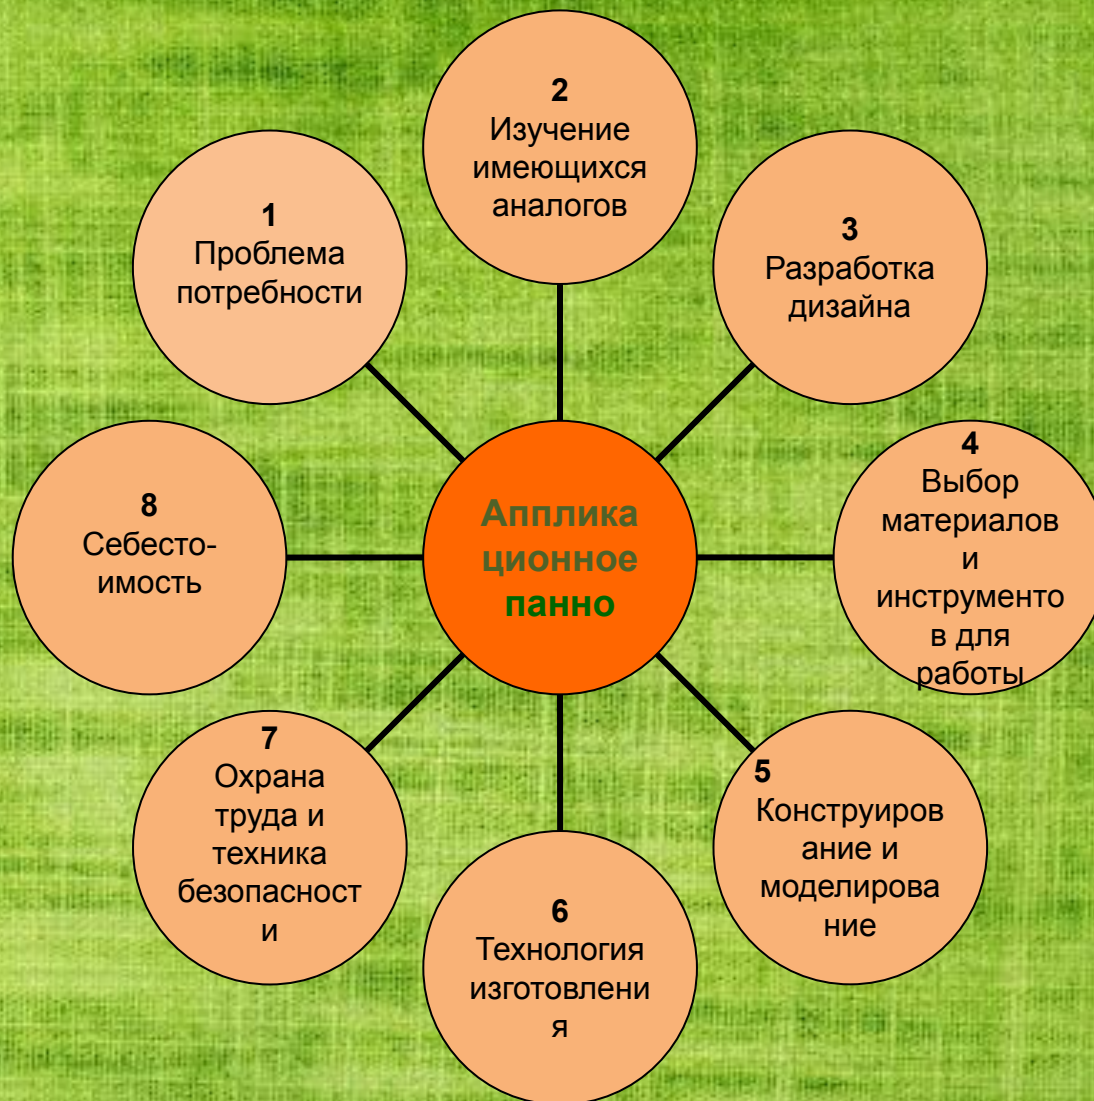 1
Проблема
потребности
2
Изучение
имеющихся
аналогов
3
Разработка
дизайна
4
Выбор
материалов
и
инструменто
в для
работы
5
Конструиров
ание и
моделирова
ние
6
Технология
изготовлени
я
7
Охрана
труда и
техника
безопасност
и
8
Себесто-
имость
Апплика
ционное
панно